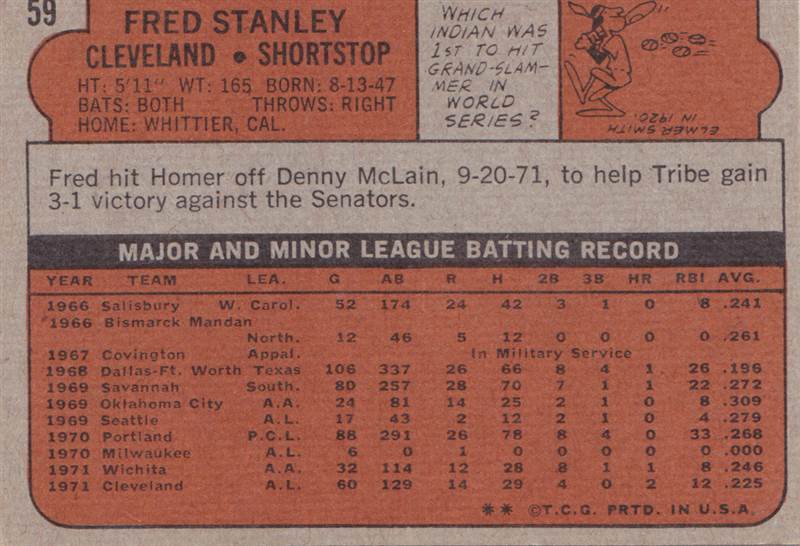 59
FRED STANLEY
CLEVELAND • SHORTSTOP
HT: 5'11" WT: 165 BORN: 8-13-47
BATS: BOTH THROWS: RIGHT
HOME: WHITTIER, CAL.
WHICH
INDIAN WAS
1ST TO HIT
GRAND-SLAM-
MER IN
WORLD
SERIES?
ELMER SMITH
IN 1920.
Fred hit Homer off Denny McLain, 9-20-71, to help Tribe gain
3-1 victory against the Senators.
MAJOR AND MINOR LEAGUE BATTING RECORD
YEAR TEAM LEA. G AB R H 2B 3B HR RBI AVG.
1966 Salisbury W. Carol. 52 174 24 42 3 1 0 8 .241
1966 Bismarck Mandan
North. 12 46 5 12 0 0 0 0 .261
1967 Covington Appal. In Military Service
1968 Dallas-Ft. Worth Texas 106 337 26 66 8 4 1 26 .196
1969 Savannah South. 80 257 28 70 7 1 1 22 .272
1969 Oklahoma City A.A. 24 81 14 25 2 1 0 8 .309
1969 Seattle A.L. 17 43 2 12 2 1 0 4 .279
1970 Portland P.C.L. 88 291 26 78 8 4 0 33 .268
1970 Milwaukee A.L. 6 0 1 0 0 0 0 0 .000
1971 Wichita A.A. 32 114 12 28 8 1 1 8 .246
1971 Cleveland A.L. 60 129 14 29 4 0 2 12 .225
** ©T.C.G. PRTD. IN U.S.A.